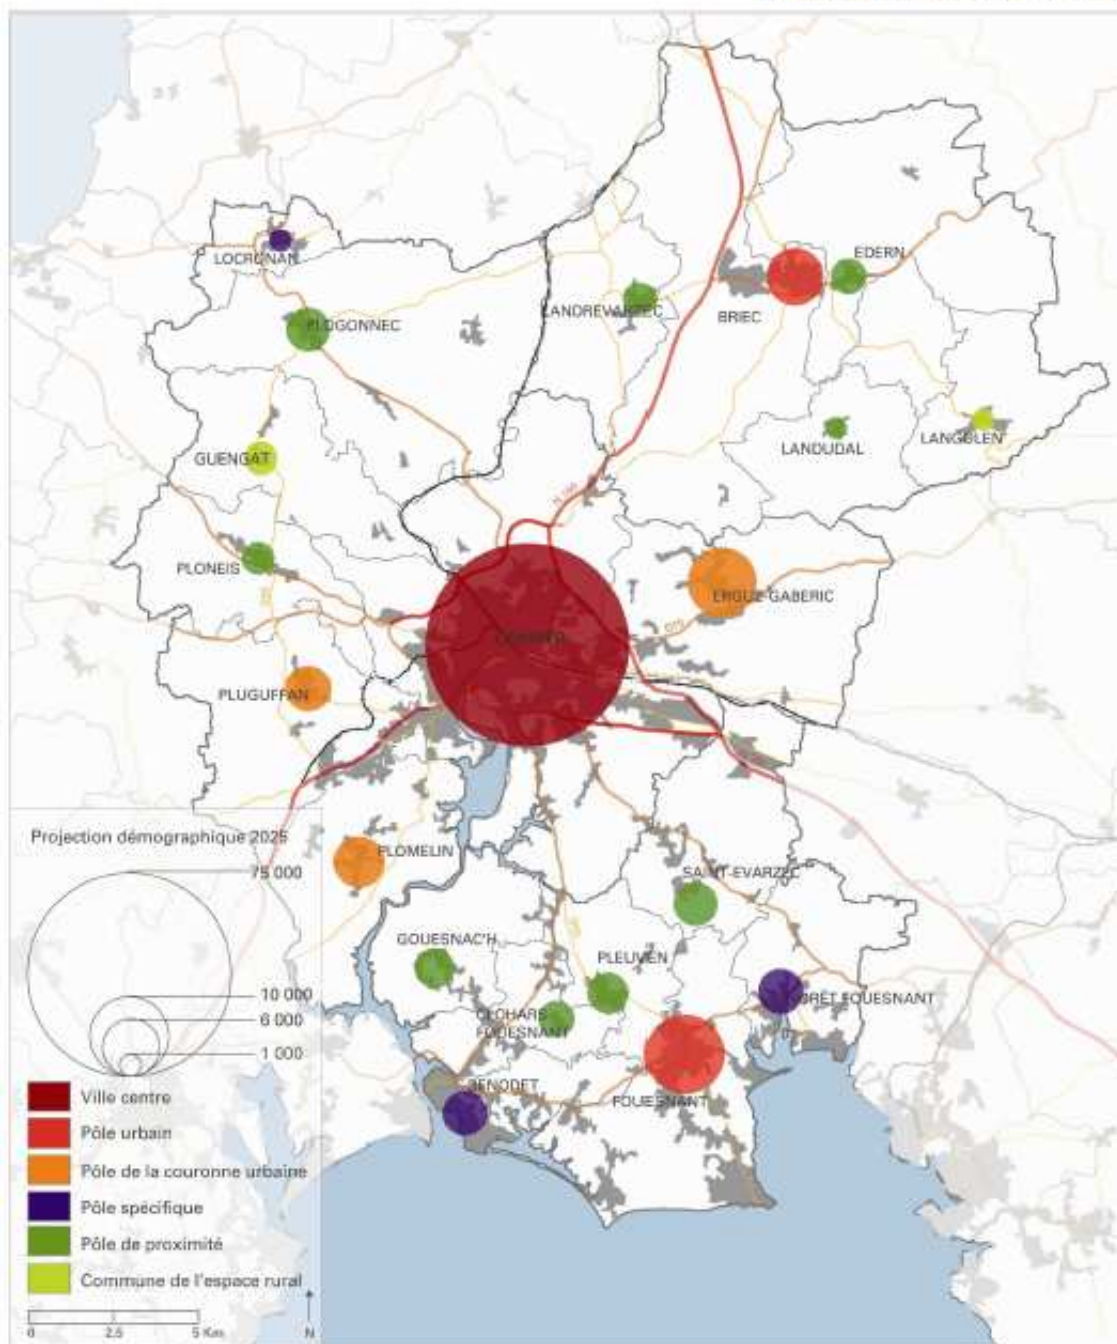 LOCRONAN
PLOGONNEC
LANDREVARZEC
BRIEC
EDERN
GUENGAT
LANDUDAL
LANGOLEN
PLONEIS
ERGUE-GABERIC
QUIMPER
PLUGUFFAN
PLOMELIN
SAINT-EVARZEC
GOUESNAC'H
PLEUVEN
CLOHARS
FOUESNANT
FORÊT FOUESNANT
BENODET
FOUESNANT
Projection démographique 2025
75 000
10 000
6 000
1 000
Ville centre
Pôle urbain
Pôle de la couronne urbaine
Pôle spécifique
Pôle de proximité
Commune de l'espace rural
0 2.5 5 Km
N